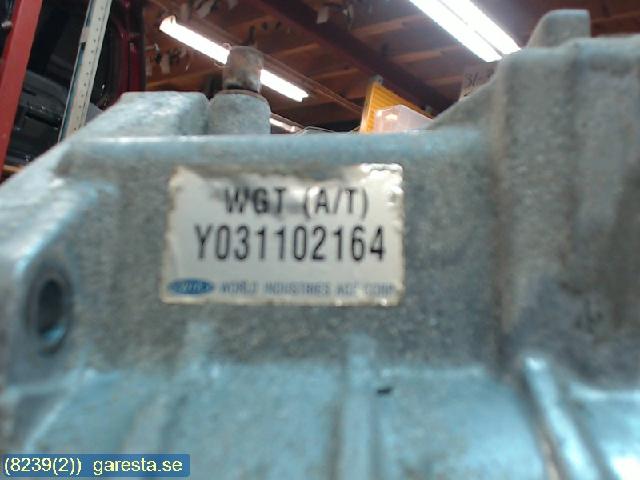 WGT (A/T)
Y031102164
WORLD INDUSTRIES ACE CORP.
(8239(2)) garesta.se